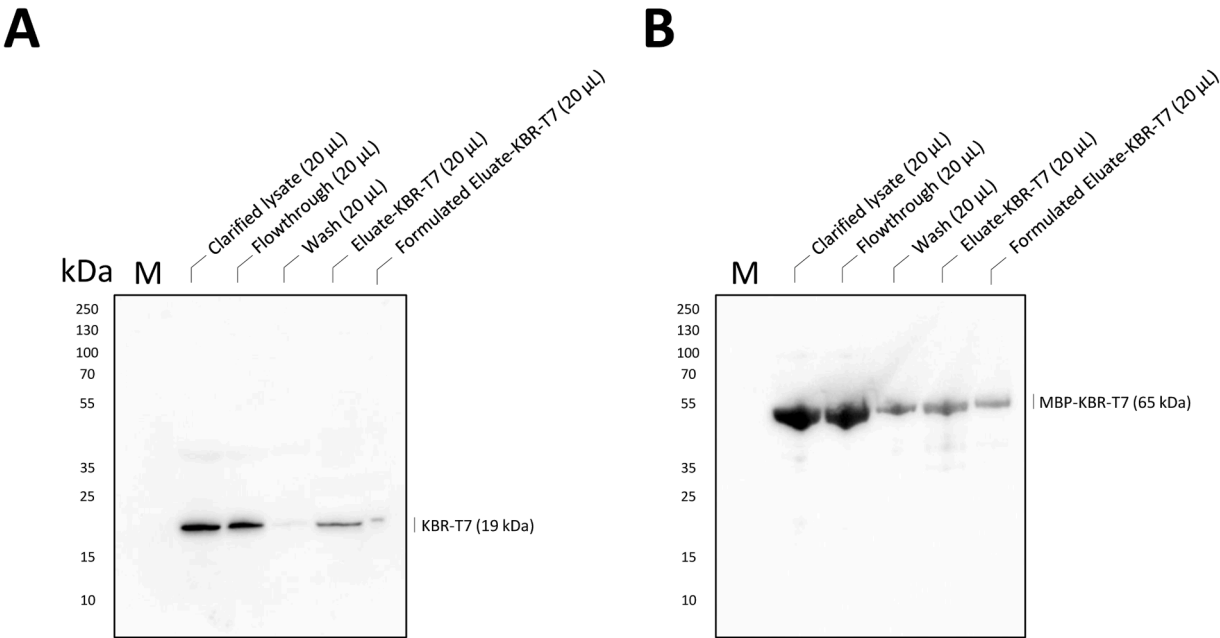 A
Clarified lysate (20 µL)
Flowthrough (20 µL)
Wash (20 µL)
Eluate-KBR-T7 (20 µL)
Formulated Eluate-KBR-T7 (20 µL)
kDa M
250
130
100
70
55
35
25
15
10
KBR-T7 (19 kDa)
B
Clarified lysate (20 µL)
Flowthrough (20 µL)
Wash (20 µL)
Eluate-KBR-T7 (20 µL)
Formulated Eluate-KBR-T7 (20 µL)
M
250
130
100
70
55
35
25
15
10
MBP-KBR-T7 (65 kDa)